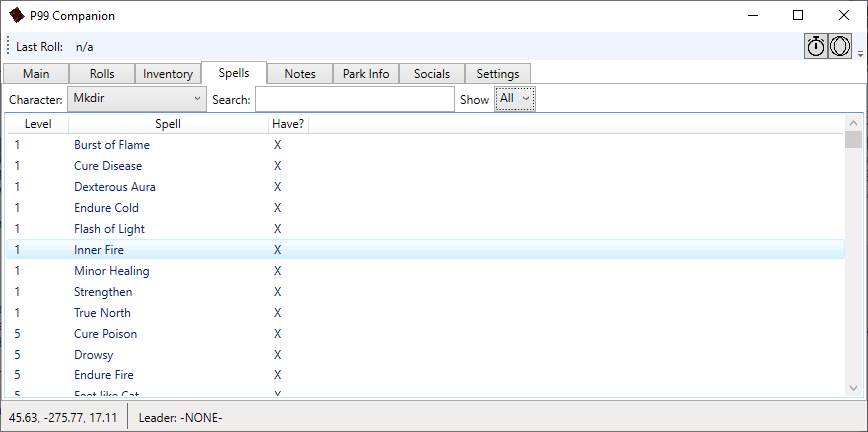 P99 Companion
Last Roll: n/a
Main Rolls Inventory Spells Notes Park Info Socials Settings
Character: Mkdir Search: Show All
Level Spell Have?
1 Burst of Flame X
1 Cure Disease X
1 Dexterous Aura X
1 Endure Cold X
1 Flash of Light X
1 Inner Fire X
1 Minor Healing X
1 Strengthen X
1 True North X
5 Cure Poison X
5 Drowsy X
5 Endure Fire X
5 Feet like Cat X
45.63, -275.77, 17.11 Leader: -NONE-